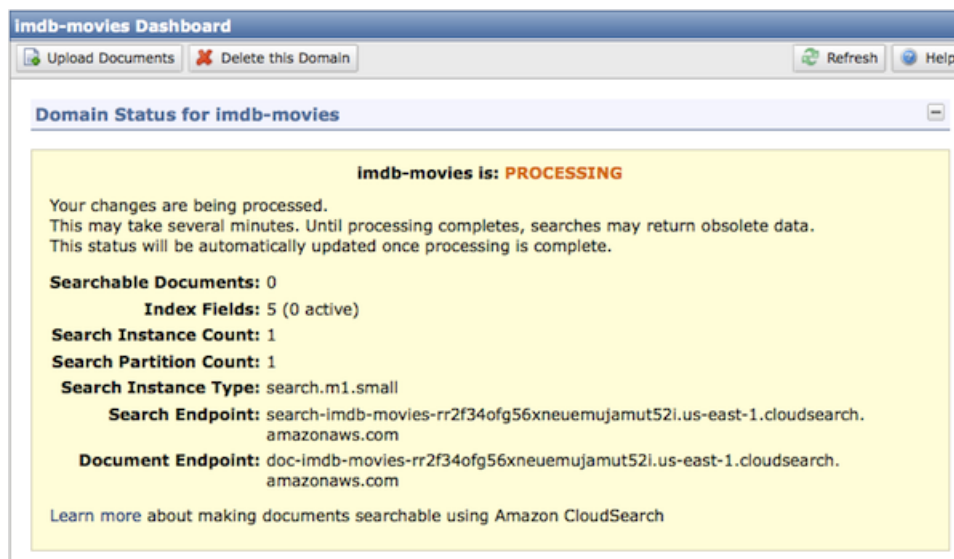 imdb-movies Dashboard
Upload Documents Delete this Domain Refresh Help
Domain Status for imdb-movies
imdb-movies is: PROCESSING
Your changes are being processed.
This may take several minutes. Until processing completes, searches may return obsolete data.
This status will be automatically updated once processing is complete.
Searchable Documents: 0
Index Fields: 5 (0 active)
Search Instance Count: 1
Search Partition Count: 1
Search Instance Type: search.m1.small
Search Endpoint: search-imdb-movies-rr2f34ofg56xneuemujamut52i.us-east-1.cloudsearch.
amazonaws.com
Document Endpoint: doc-imdb-movies-rr2f34ofg56xneuemujamut52i.us-east-1.cloudsearch.
amazonaws.com
Learn more about making documents searchable using Amazon CloudSearch